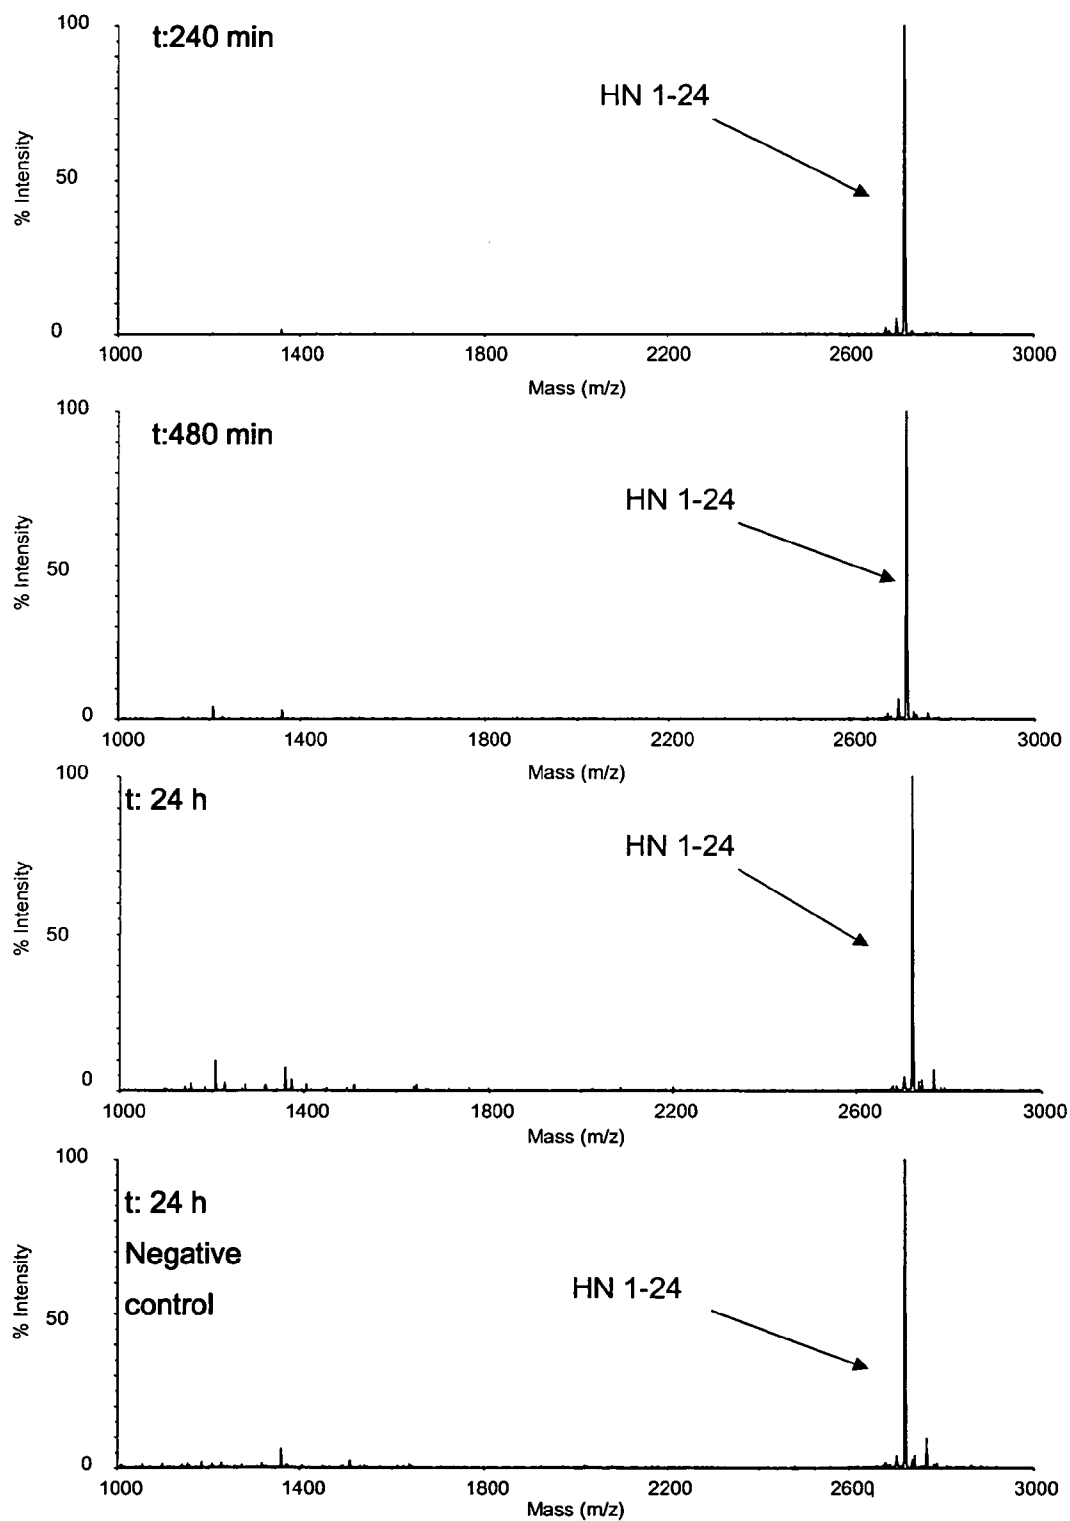 100
t:240 min
HN 1-24
% Intensity
50
0
1000 1400 1800 2200 2600 3000
Mass (m/z)
100
t:480 min
HN 1-24
% Intensity
50
0
1000 1400 1800 2200 2600 3000
Mass (m/z)
100
t: 24 h
HN 1-24
% Intensity
50
0
1000 1400 1800 2200 2600 3000
Mass (m/z)
100
t: 24 h
Negative
control
HN 1-24
% Intensity
50
0
1000 1400 1800 2200 2600 3000
Mass (m/z)